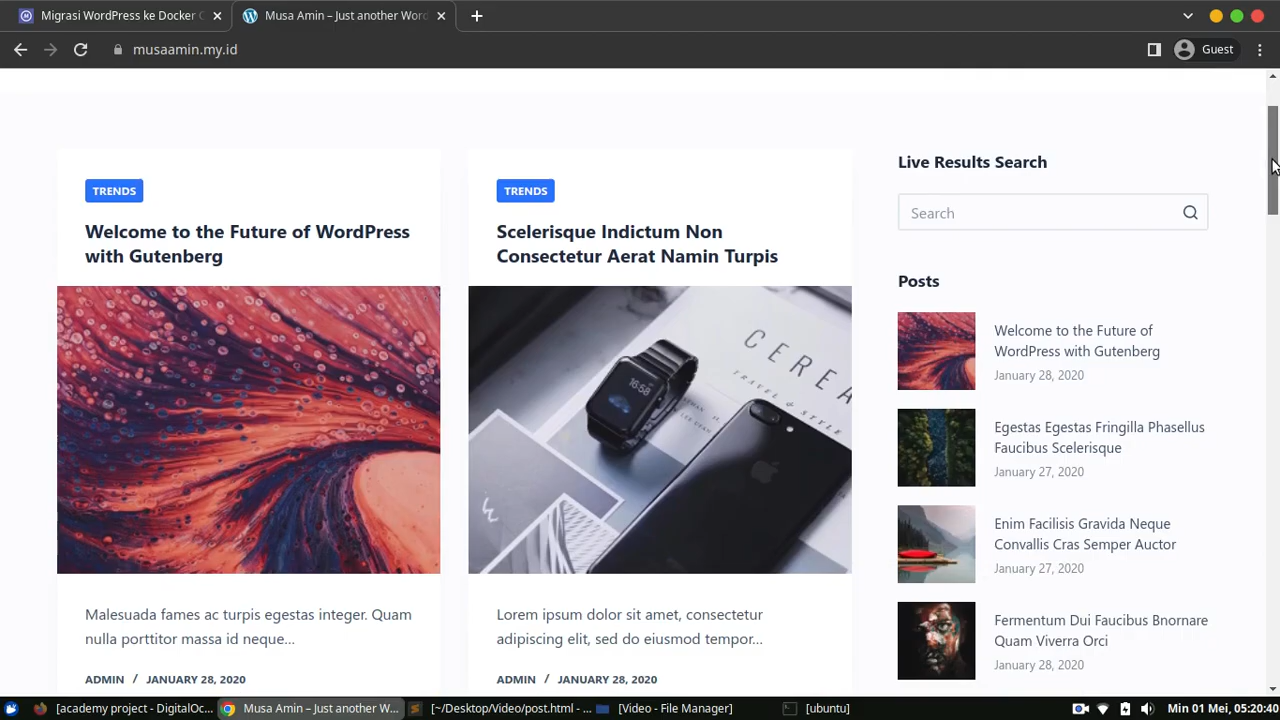 Migrasi WordPress ke Docker C
Musa Amin – Just another Word
musaamin.my.id
Guest
TRENDS
Welcome to the Future of WordPress
with Gutenberg
Malesuada fames ac turpis egestas integer. Quam
nulla porttitor massa id neque...
ADMIN / JANUARY 28, 2020
TRENDS
Scelerisque Indictum Non
Consectetur Aerat Namin Turpis
16:58
CEREA
TRAVEL & STYLE
Lorem ipsum dolor sit amet, consectetur
adipiscing elit, sed do eiusmod tempor...
ADMIN / JANUARY 28, 2020
Live Results Search
Search
Posts
Welcome to the Future of
WordPress with Gutenberg
January 28, 2020
Egestas Egestas Fringilla Phasellus
Faucibus Scelerisque
January 27, 2020
Enim Facilisis Gravida Neque
Convallis Cras Semper Auctor
January 27, 2020
Fermentum Dui Faucibus Bnornare
Quam Viverra Orci
January 28, 2020
[academy project - DigitalOc...
Musa Amin – Just another W...
[~/Desktop/Video/post.html - ...
[Video - File Manager]
[ubuntu]
Min 01 Mei, 05:20:40